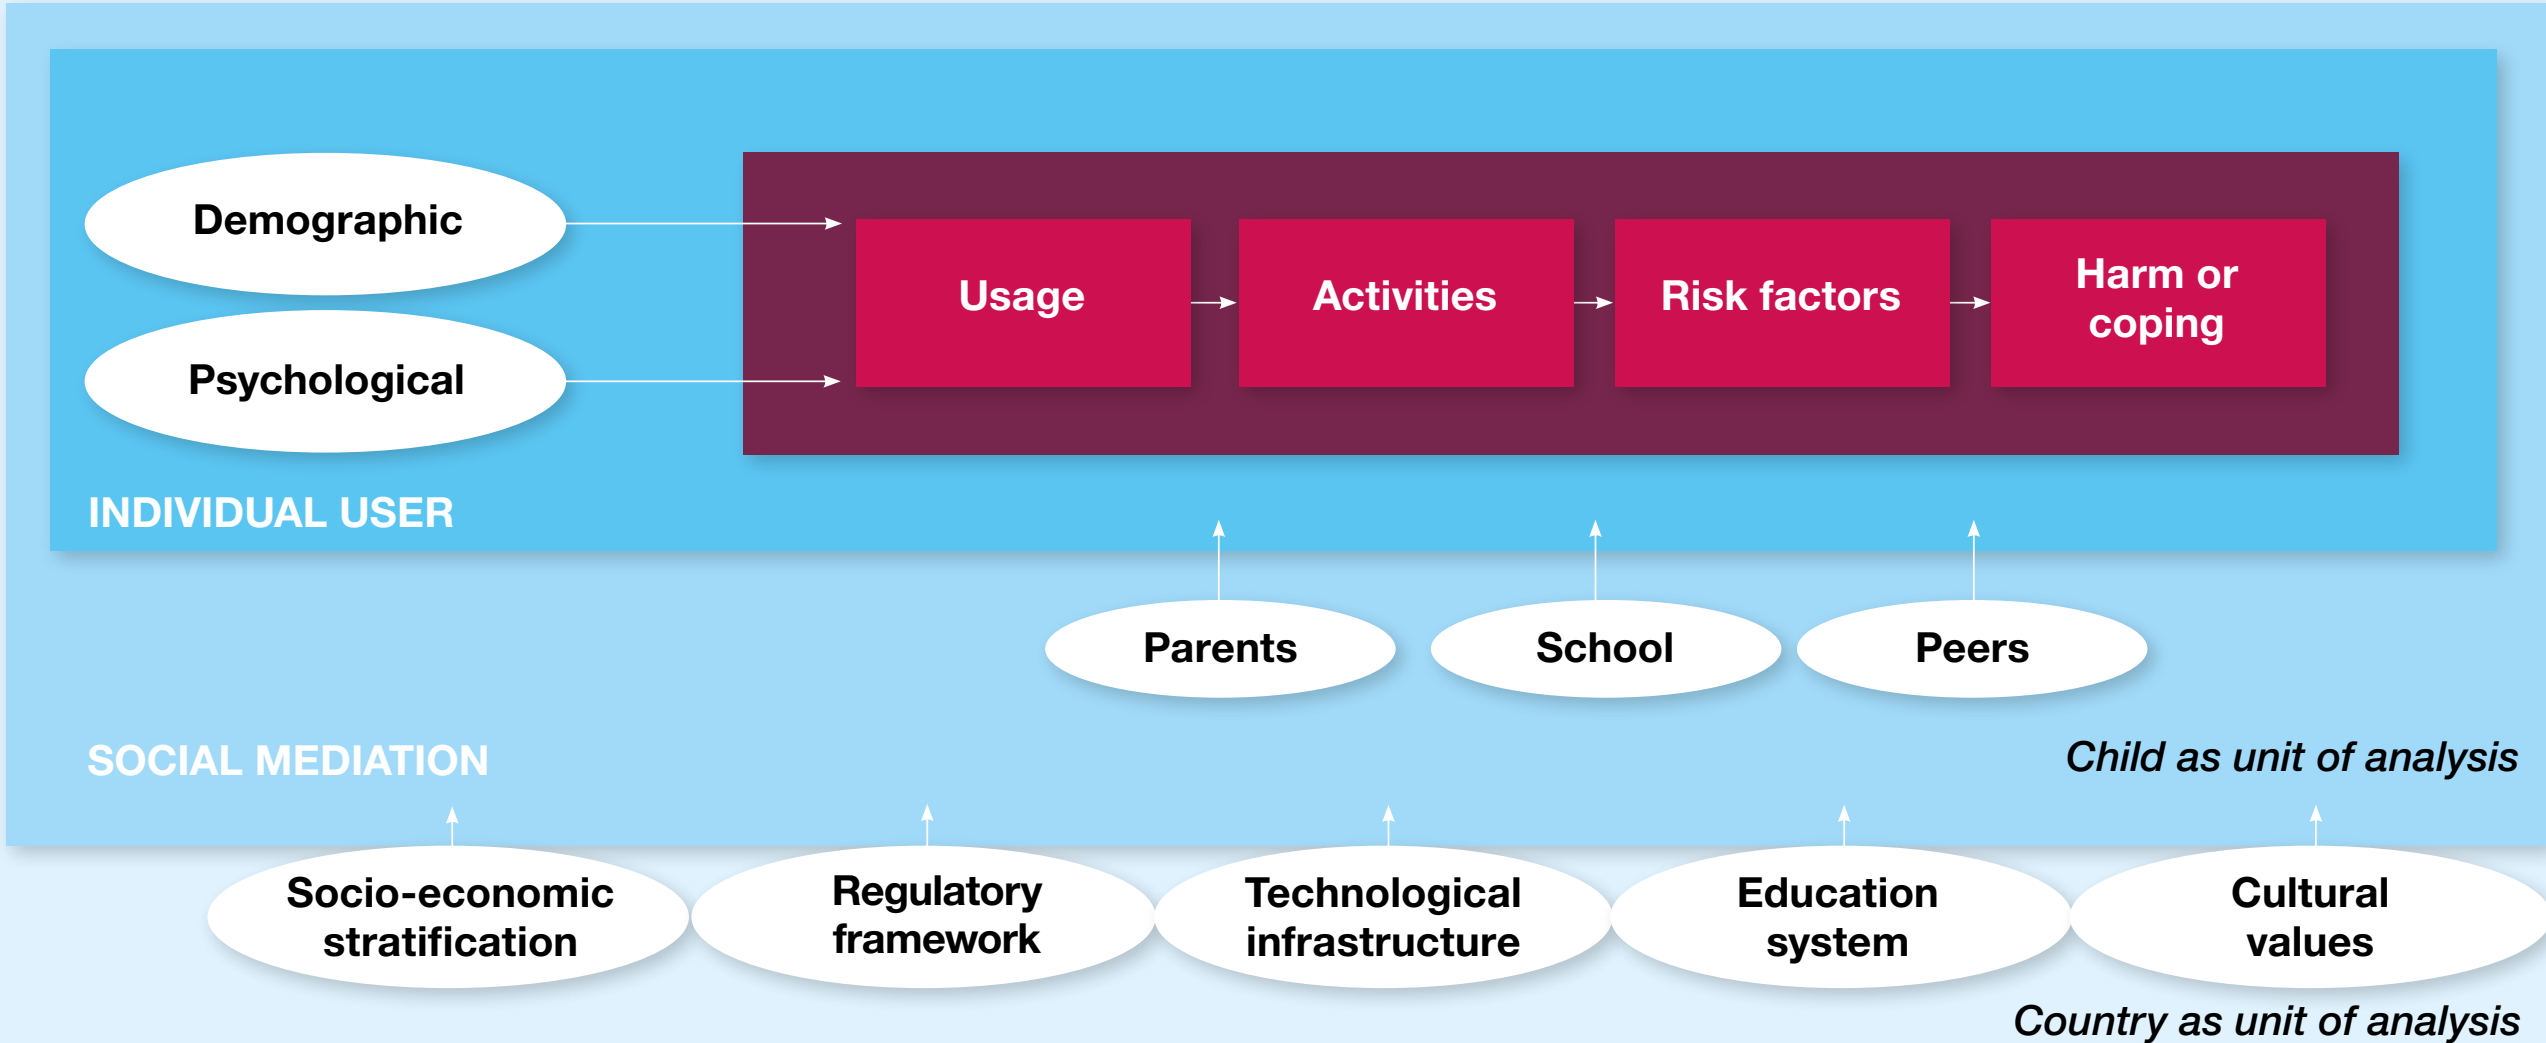 Demographic
Psychological
Usage
Activities
Risk factors
Harm or
coping
INDIVIDUAL USER
Parents
School
Peers
SOCIAL MEDIATION
Child as unit of analysis
Socio-economic
stratification
Regulatory
framework
Technological
infrastructure
Education
system
Cultural
values
Country as unit of analysis